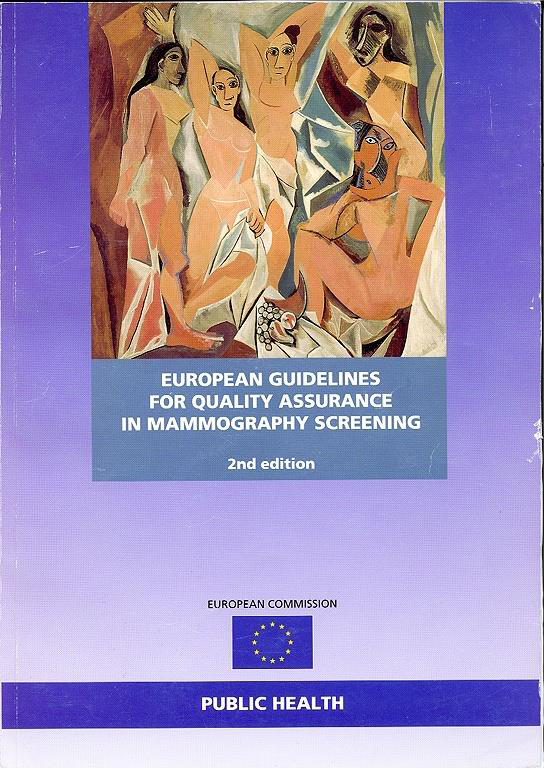 EUROPEAN GUIDELINES
FOR QUALITY ASSURANCE
IN MAMMOGRAPHY SCREENING
2nd edition
EUROPEAN COMMISSION
PUBLIC HEALTH